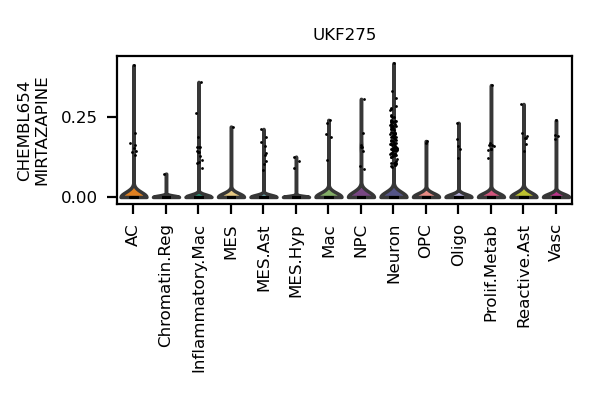 UKF275
CHEMBL654
MIRTAZAPINE
0.25
0.00
AC
Chromatin.Reg
Inflammatory.Mac
MES
MES.Ast
MES.Hyp
Mac
NPC
Neuron
OPC
Oligo
Prolif.Metab
Reactive.Ast
Vasc